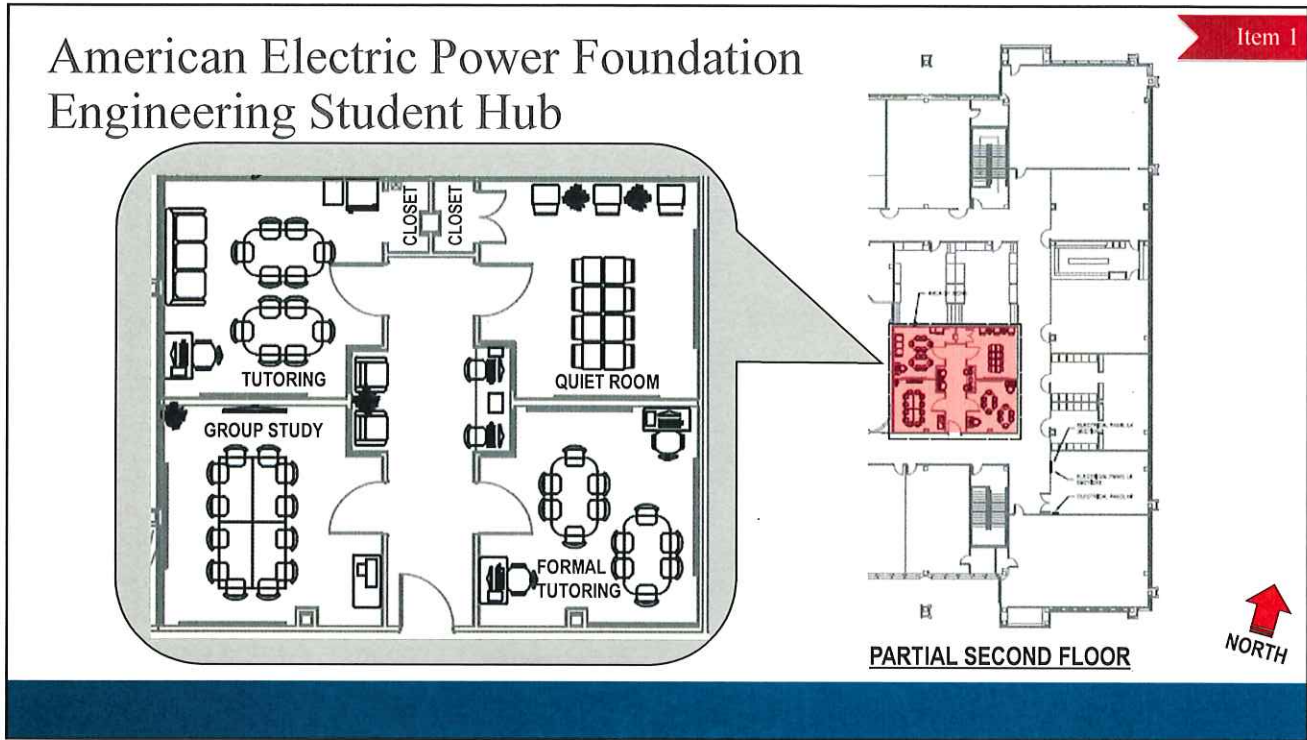 Item 1
American Electric Power Foundation
Engineering Student Hub
CLOSET
CLOSET
TUTORING
QUIET ROOM
GROUP STUDY
FORMAL
TUTORING
PARTIAL SECOND FLOOR
NORTH